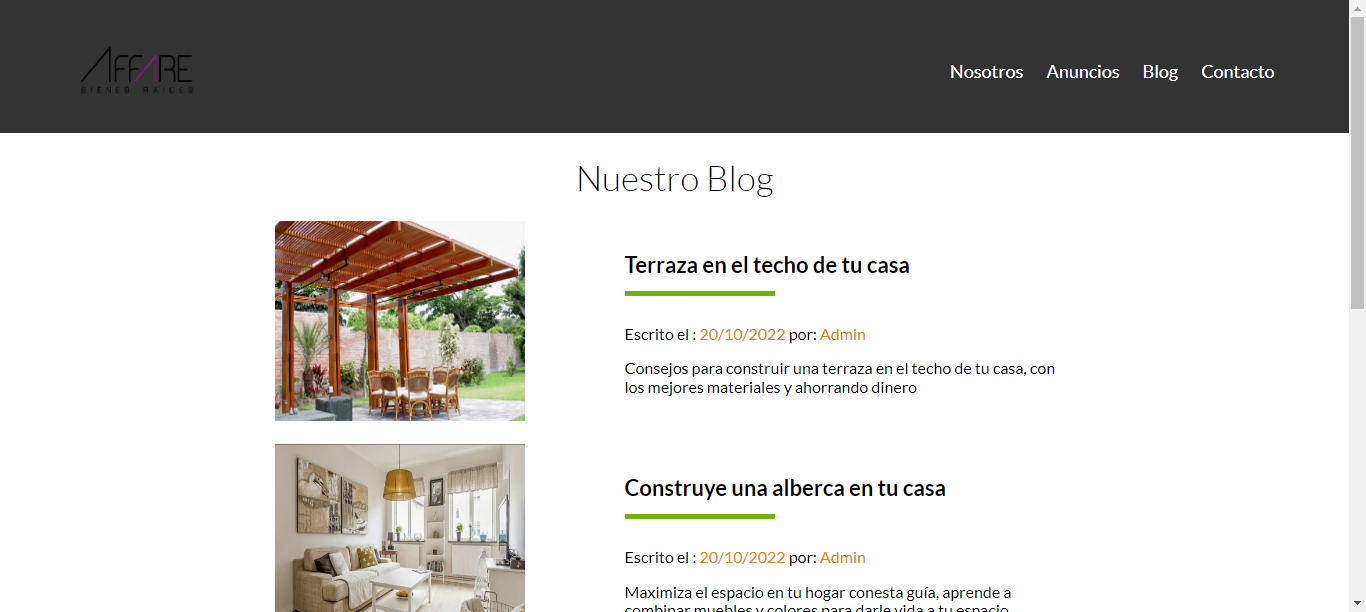 AFFARE
BIENES RAICES
Nosotros Anuncios Blog Contacto
Nuestro Blog
Terraza en el techo de tu casa
Escrito el : 20/10/2022 por: Admin
Consejos para construir una terraza en el techo de tu casa, con
los mejores materiales y ahorrando dinero
Construye una alberca en tu casa
Escrito el : 20/10/2022 por: Admin
Maximiza el espacio en tu hogar conesta guía, aprende a
combinar muebles y colores para darle vida a tu espacio